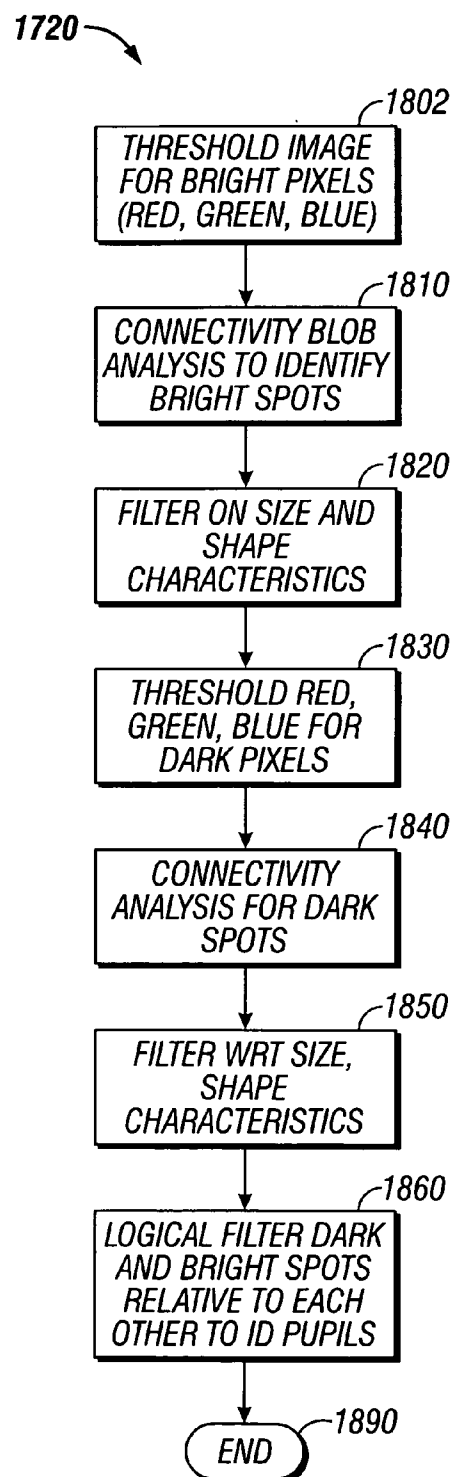 1720
1802
THRESHOLD IMAGE
FOR BRIGHT PIXELS
(RED, GREEN, BLUE)
1810
CONNECTIVITY BLOB
ANALYSIS TO IDENTIFY
BRIGHT SPOTS
1820
FILTER ON SIZE AND
SHAPE
CHARACTERISTICS
1830
THRESHOLD RED,
GREEN, BLUE FOR
DARK PIXELS
1840
CONNECTIVITY
ANALYSIS FOR DARK
SPOTS
1850
FILTER WRT SIZE,
SHAPE
CHARACTERISTICS
1860
LOGICAL FILTER DARK
AND BRIGHT SPOTS
RELATIVE TO EACH
OTHER TO ID PUPILS
1890
END